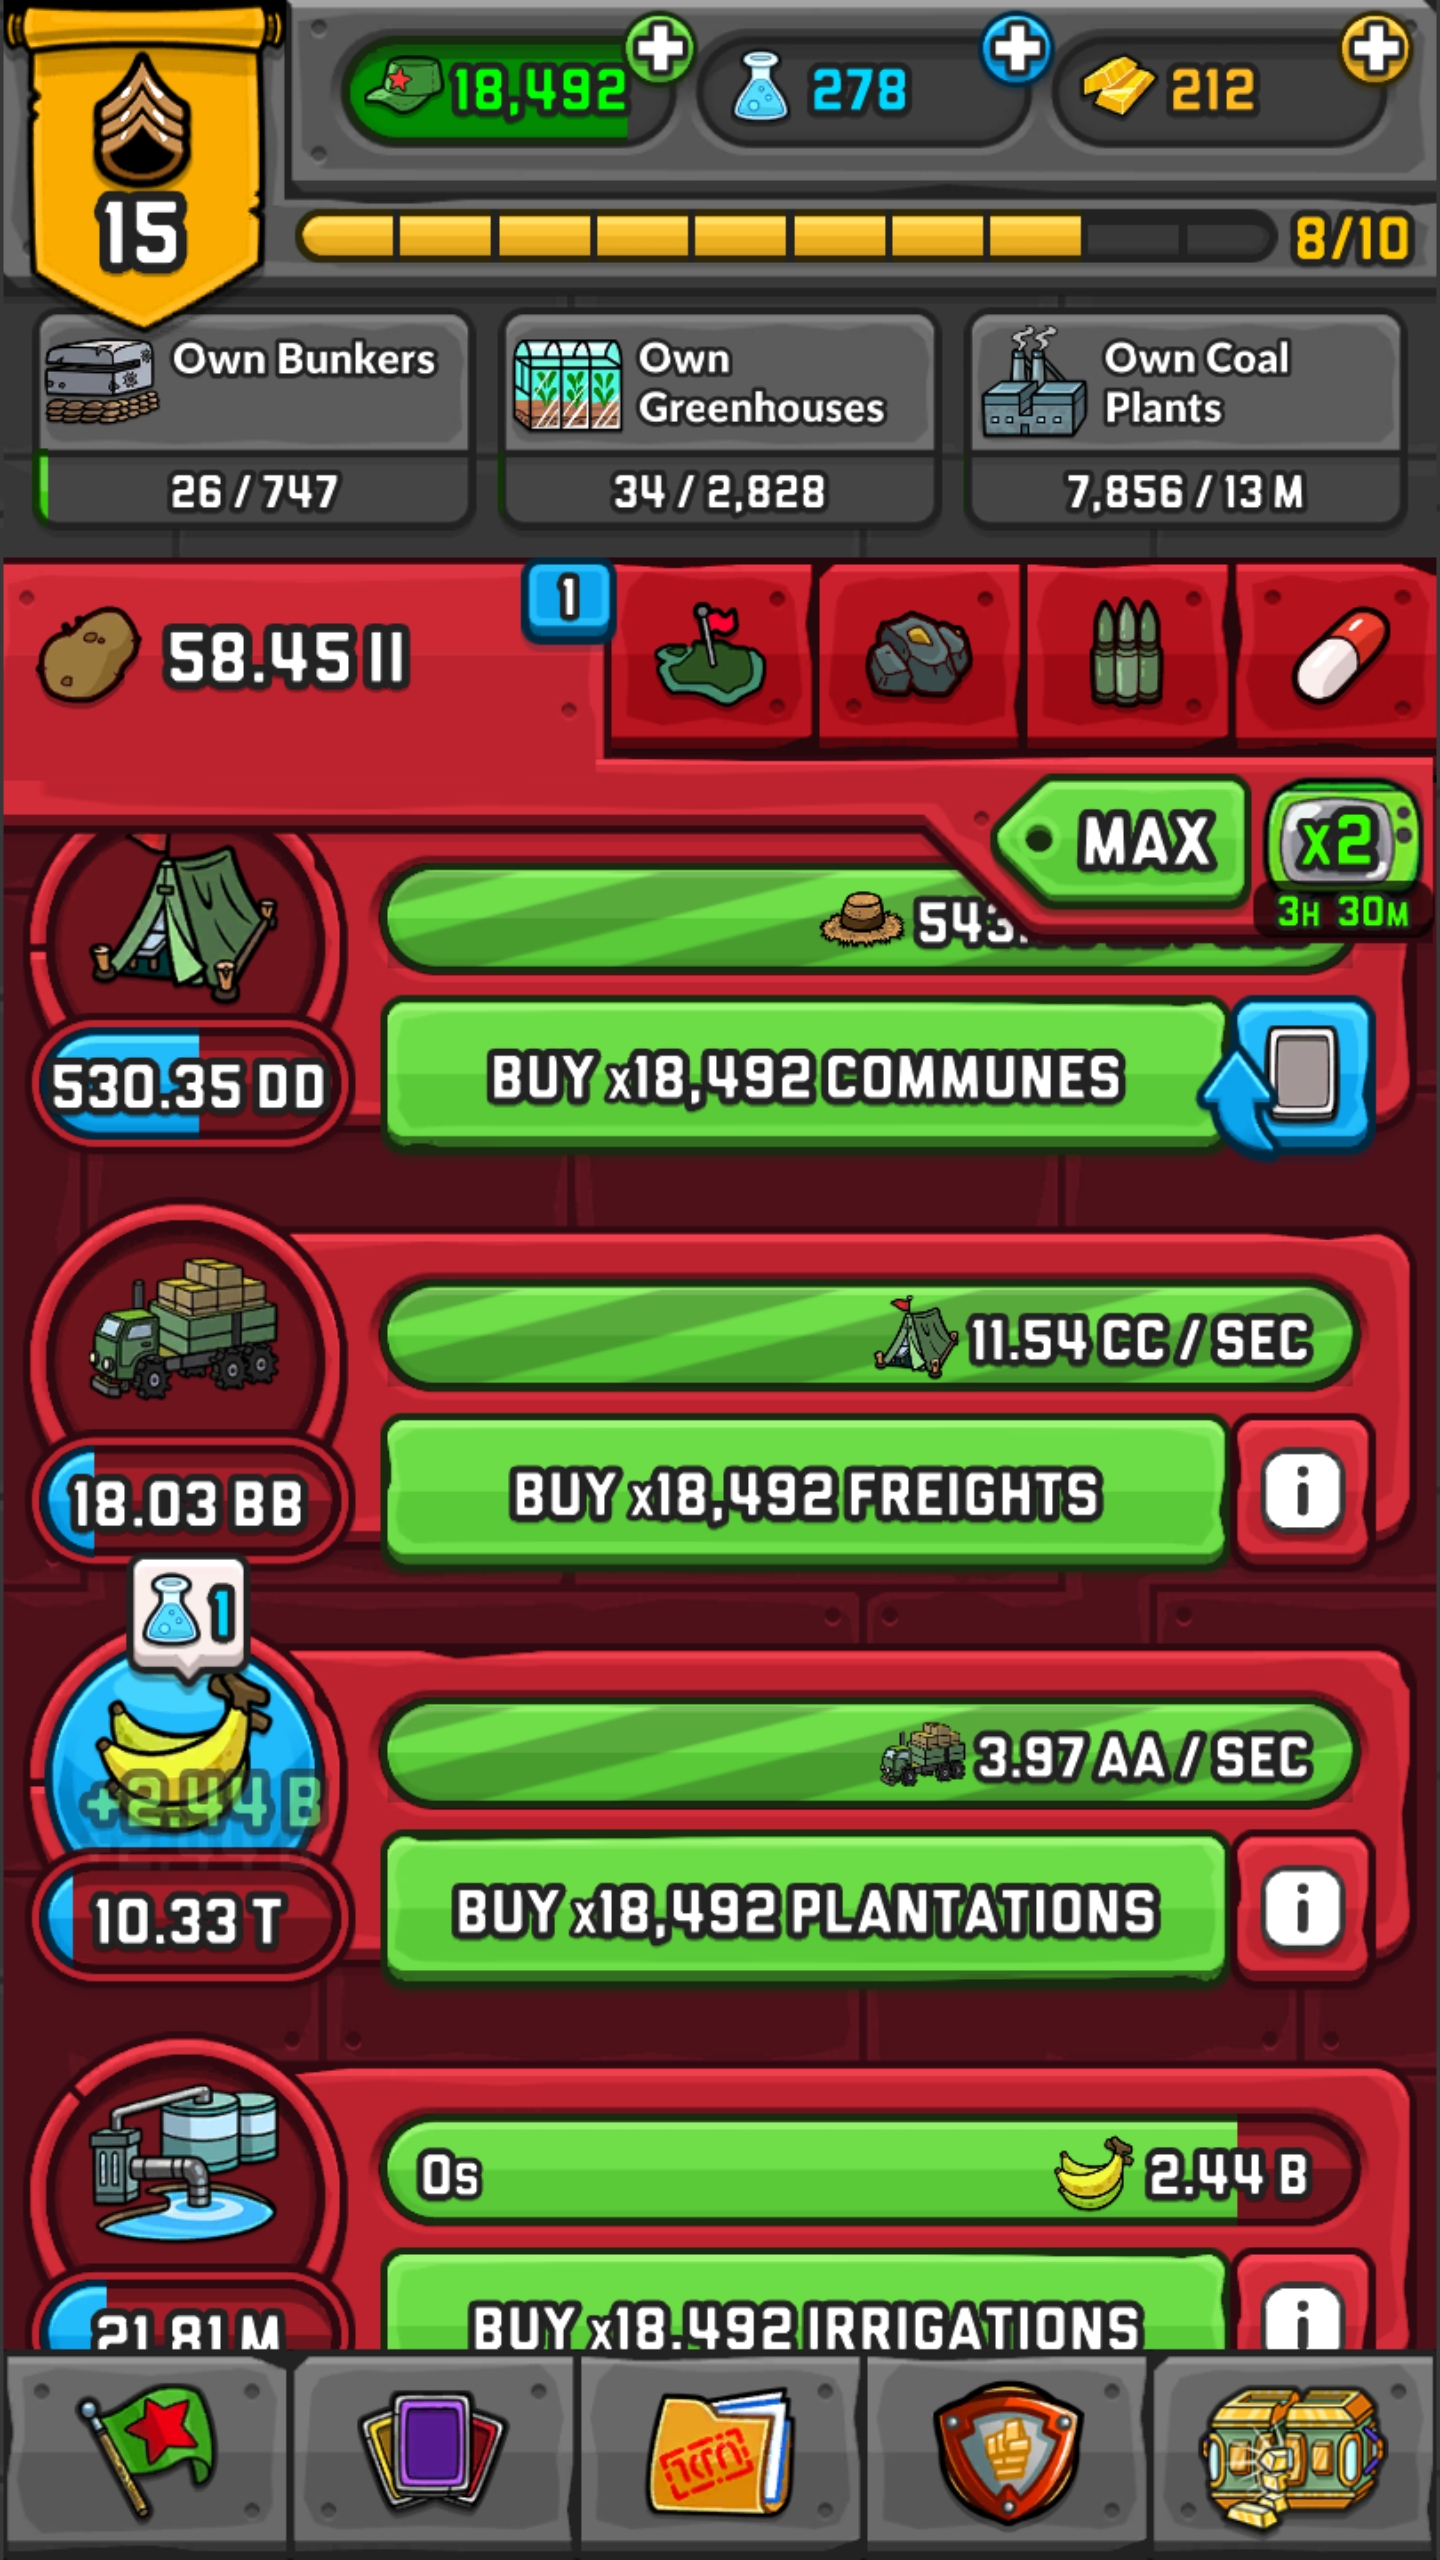 18,492
278
212
15
8/10
Own Bunkers
26 / 747
Own
Greenhouses
34 / 2,828
Own Coal
Plants
7,856 / 13 M
58.45 II
1
MAX
x2
3H 30M
543.
530.35 DD
BUY x18,492 COMMUNES
11.54 CC / SEC
18.03 BB
BUY x18,492 FREIGHTS
i
1
3.97 AA / SEC
+2.44 B
10.33 T
BUY x18,492 PLANTATIONS
i
0s
2.44 B
21.81 M
BUY x18,492 IRRIGATIONS
i